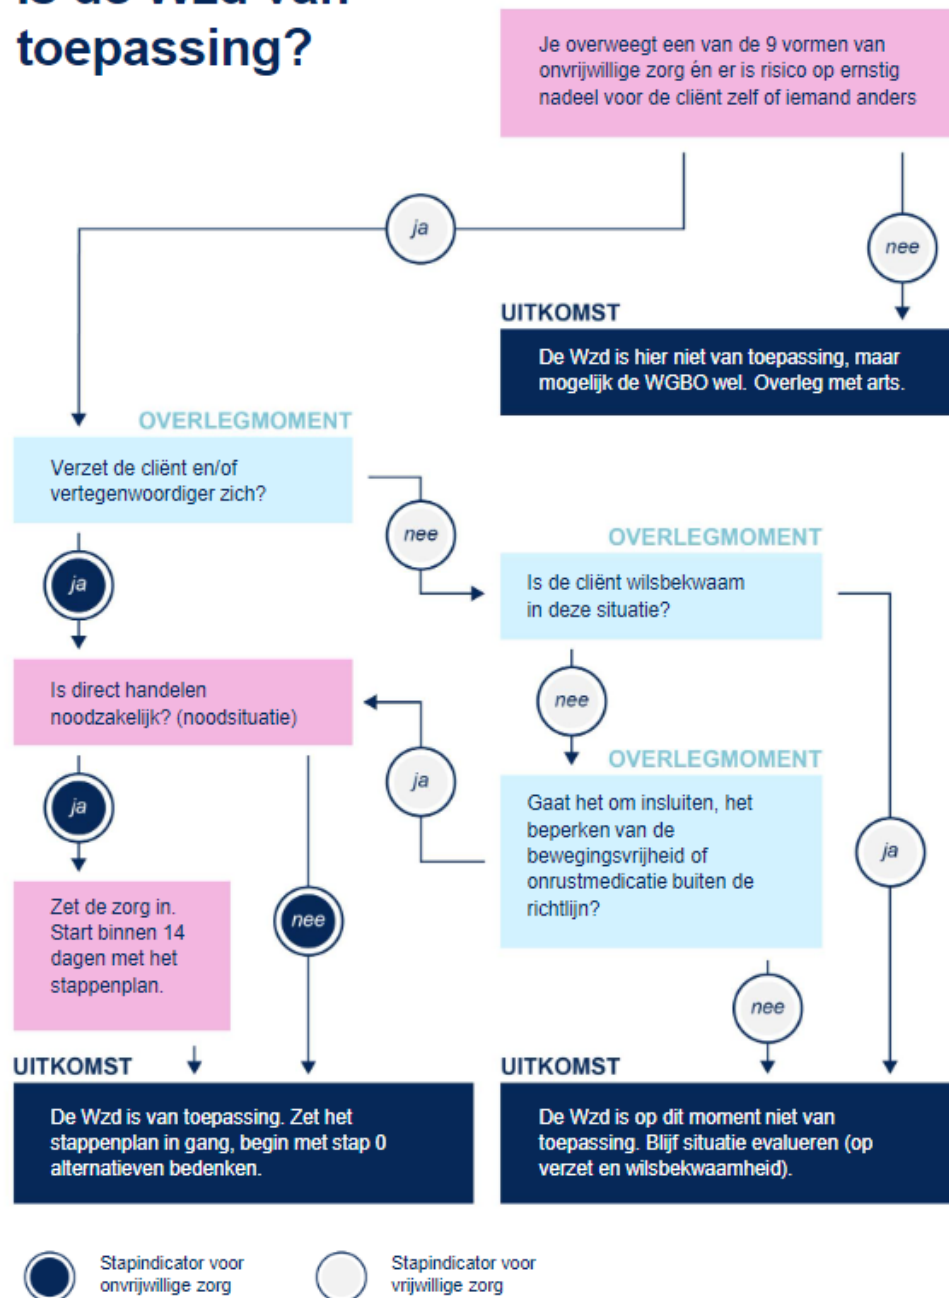 is de Wzd van
toepassing?
Je overweegt een van de 9 vormen van
onvrijwillige zorg én er is risico op ernstig
nadeel voor de cliënt zelf of iemand anders
ja
nee
UITKOMST
De Wzd is hier niet van toepassing, maar
mogelijk de WGBO wel. Overleg met arts.
OVERLEGMOMENT
Verzet de cliënt en/of
vertegenwoordiger zich?
nee
ja
OVERLEGMOMENT
Is de cliënt wilsbekwaam
in deze situatie?
nee
Is direct handelen
noodzakelijk? (noodsituatie)
ja
ja
OVERLEGMOMENT
Gaat het om insluiten, het
beperken van de
bewegingsvrijheid of
onrustmedicatie buiten de
richtlijn?
ja
Zet de zorg in.
Start binnen 14
dagen met het
stappenplan.
nee
nee
UITKOMST
De Wzd is van toepassing. Zet het
stappenplan in gang, begin met stap 0
alternatieven bedenken.
UITKOMST
De Wzd is op dit moment niet van
toepassing. Blijf situatie evalueren (op
verzet en wilsbekwaamheid).
Stapindicator voor
onvrijwillige zorg
Stapindicator voor
vrijwillige zorg